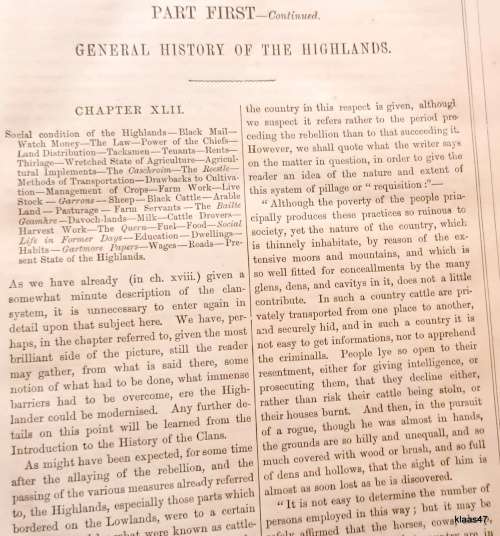 PART FIRST—Continued.
GENERAL HISTORY OF THE HIGHLANDS.
CHAPTER XLII.
Social condition of the Highlands—Black Mail—
Watch Money—The Law—Power of the Chiefs—
Land Distribution—Tacksmen—Tenants—Rents—
Thirlage—Wretched State of Agriculture—Agricul-
tural Implements—The Caschroim—The Reestle—
Methods of Transportation—Drawbacks to Cultiva-
tion—Management of Crops—Farm Work—Live
Stock—Garrons—Sheep—Black Cattle—Arable
Land—Pasturage—Farm Servants—The Bailie
Geamhre—Davoch-lands—Milk—Cattle Drovers—
Harvest Work—The Quern—Fuel—Food—Social
Life in Former Days—Education—Dwellings—
Habits—Gartmore Papers—Wages—Roads—Pre-
sent State of the Highlands.
As we have already (in ch. xviii.) given a
somewhat minute description of the clan-
system, it is unnecessary to enter again in
detail upon that subject here. We have, per-
haps, in the chapter referred to, given the most
brilliant side of the picture, still the reader
may gather, from what is said there, some
notion of what had to be done, what immense
barriers had to be overcome, ere the High-
lander could be modernised. Any further de-
tails on this point will be learned from the
Introduction to the History of the Clans.
As might have been expected, for some time
after the allaying of the rebellion, and the
passing of the various measures already referred
to, the Highlands, especially those parts which
bordered on the Lowlands, were to a certain
what were known as cattle-
the country in this respect is given, although
we suspect it refers rather to the period pre-
ceding the rebellion than to that succeeding it.
However, we shall quote what the writer says
on the matter in question, in order to give the
reader an idea of the nature and extent of
this system of pillage or "requisition:"—
"Although the poverty of the people prin-
cipally produces these practices so ruinous to
society, yet the nature of the country, which
is thinnely inhabitate, by reason of the ex-
tensive moors and mountains, and which is
so well fitted for conceallments by the many
glens, dens, and cavitys in it, does not a little
contribute. In such a country cattle are pri-
vately transported from one place to another,
and securely hid, and in such a country it is
not easy to get informations, nor to apprehend
the criminalls. People lye so open to their
resentment, either for giving intelligence, or
prosecuting them, that they decline either,
rather than risk their cattle being stoln, or
their houses burnt. And then, in the pursuit
of a rogue, though he was almost in hands,
the grounds are so hilly and unequall, and so
much covered with wood or brush, and so full
of dens and hollows, that the sight of him is
almost as soon lost as he is discovered.
"It is not easy to determine the number of
persons employed in this way; but it may be
safely affirmed that the horses, cows,
country are in
klaas47